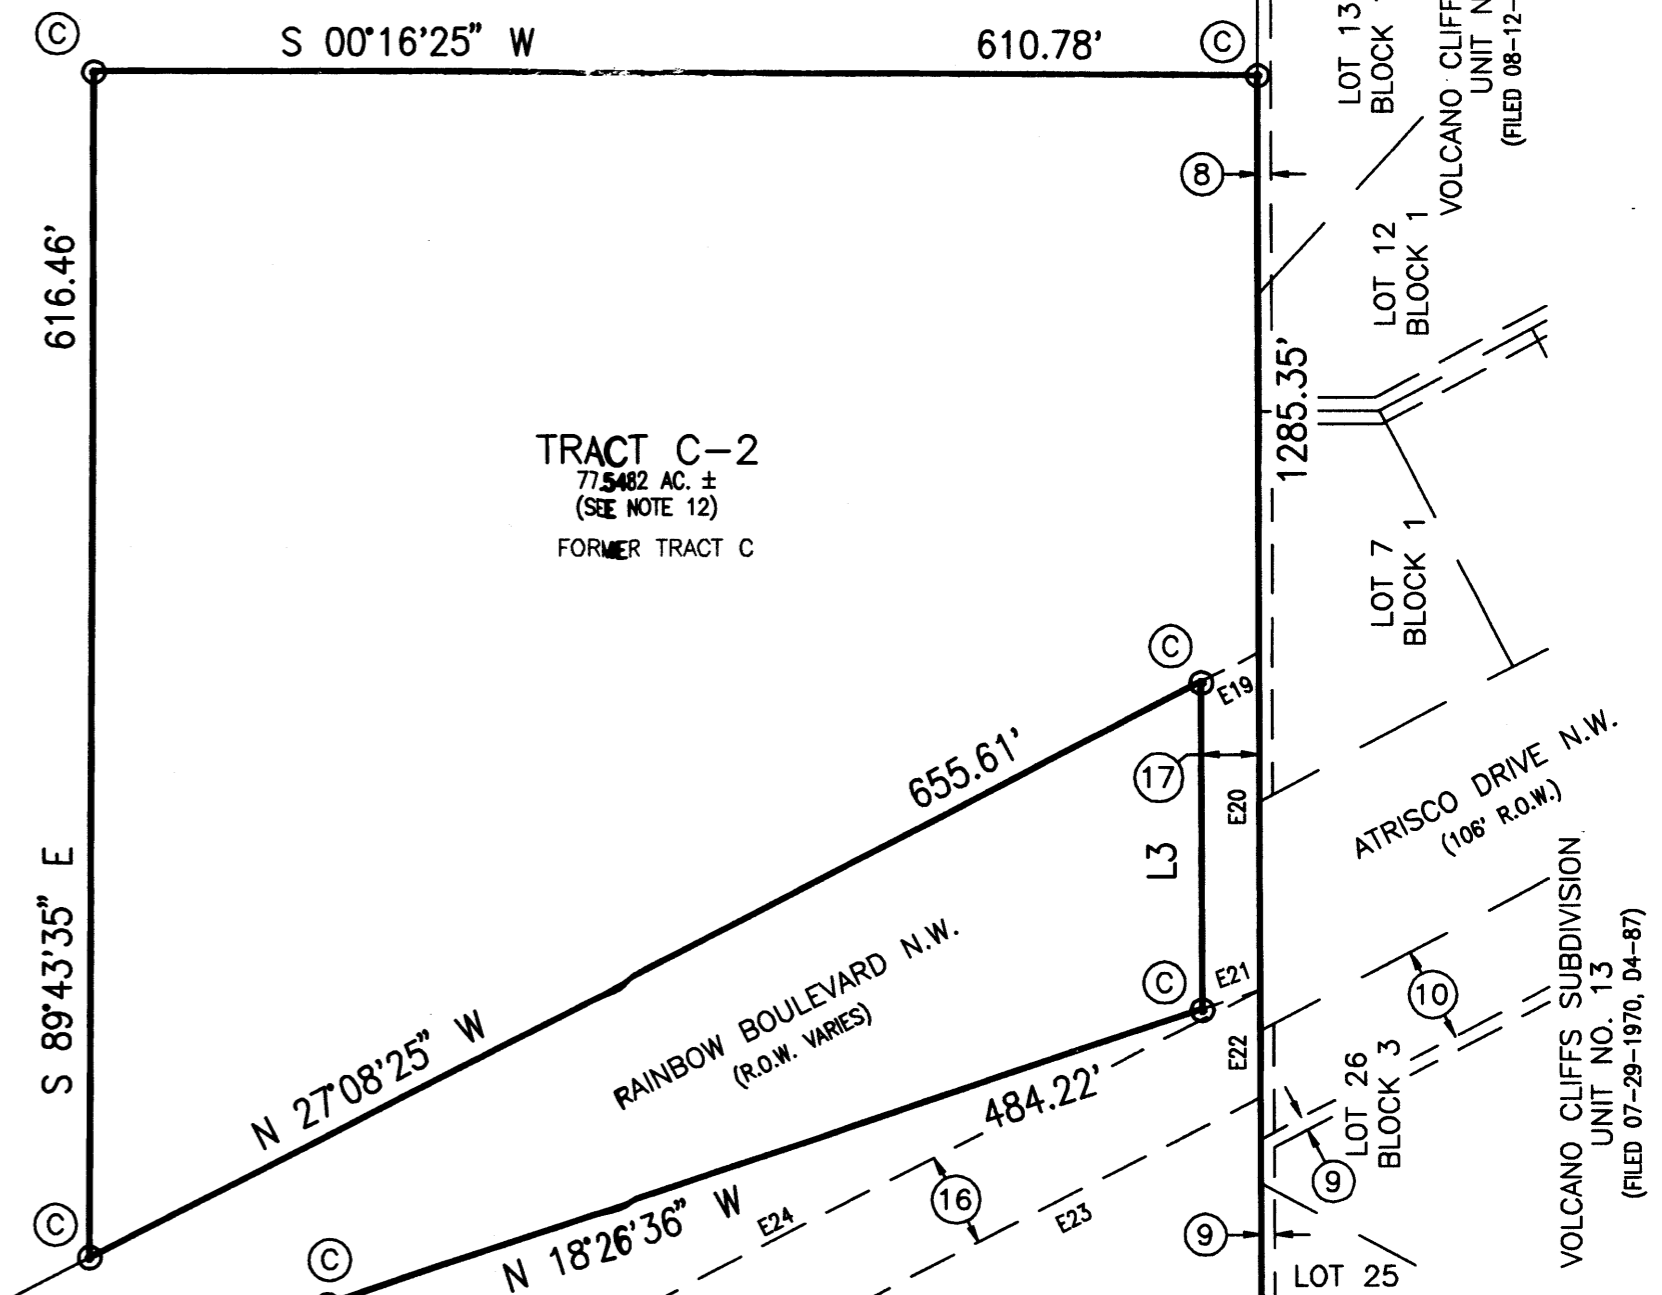 C
S 00°16'25" W
610.78'
C
LOT 13
BLOCK
VOLCANO CLIFF
UNIT N
(FILED 08-12-
8
616.46'
LOT 12
BLOCK 1
1285.35'
TRACT C-2
77.5482 AC. ±
(SEE NOTE 12)
FORMER TRACT C
LOT 7
BLOCK 1
C
E19
655.61'
17
E20
ATRISCO DRIVE N.W.
(106' R.O.W.)
L3
S 89°43'35" E
RAINBOW BOULEVARD N.W.
(R.O.W. VARIES)
C
E21
10
VOLCANO CLIFFS SUBDIVISION
UNIT NO. 13
(FILED 07-29-1970, D4-87)
N 27°08'25" W
E22
484.22'
LOT 26
BLOCK 3
9
16
C
C
N 18°26'36" W
E24
E23
9
LOT 25